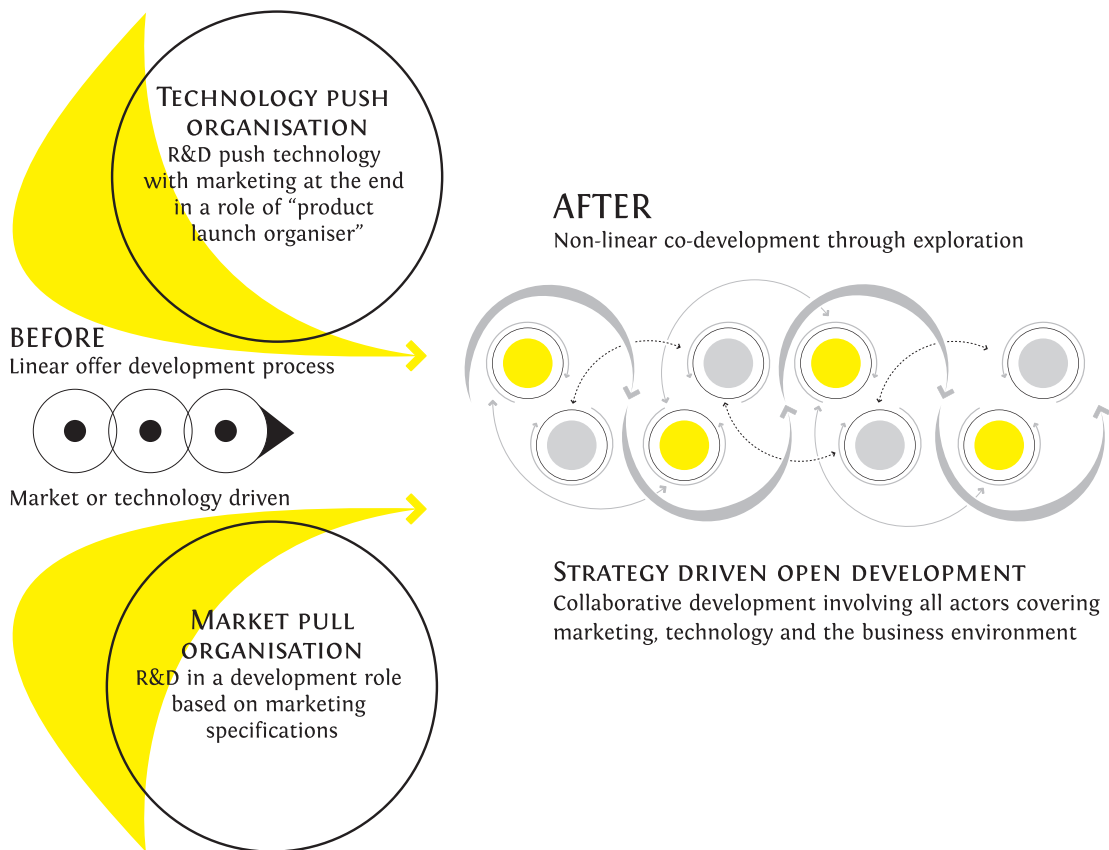 TECHNOLOGY PUSH
ORGANISATION
R&D push technology
with marketing at the end
in a role of “product
launch organiser”
BEFORE
Linear offer development process
Market or technology driven
MARKET PULL
ORGANISATION
R&D in a development role
based on marketing
specifications
AFTER
Non-linear co-development through exploration
STRATEGY DRIVEN OPEN DEVELOPMENT
Collaborative development involving all actors covering
marketing, technology and the business environment